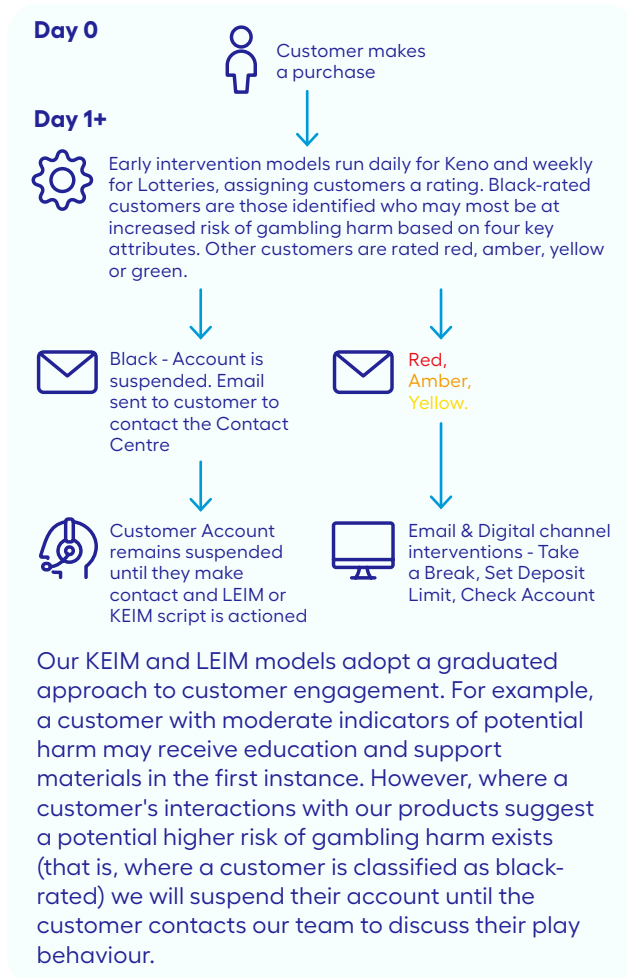 Day 0
Customer makes
a purchase
Day 1+
Early intervention models run daily for Keno and weekly
for Lotteries, assigning customers a rating. Black-rated
customers are those identified who may most be at
increased risk of gambling harm based on four key
attributes. Other customers are rated red, amber, yellow
or green.
Black - Account is
suspended. Email
sent to customer to
contact the Contact
Centre
Red,
Amber,
Yellow.
Customer Account
remains suspended
until they make
contact and LEIM or
KEIM script is actioned
Email & Digital channel
interventions - Take
a Break, Set Deposit
Limit, Check Account
Our KEIM and LEIM models adopt a graduated
approach to customer engagement. For example,
a customer with moderate indicators of potential
harm may receive education and support
materials in the first instance. However, where a
customer's interactions with our products suggest
a potential higher risk of gambling harm exists
(that is, where a customer is classified as black-
rated) we will suspend their account until the
customer contacts our team to discuss their play
behaviour.